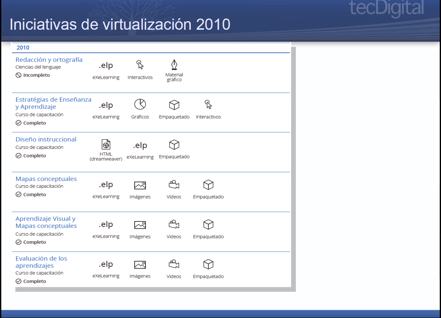 tecDigital
Iniciativas de virtualización 2010
2010
Redacción y ortografía
Ciencias del lenguaje
Incompleto
.elp
eXeLearning
Interactivos
Material
gráfico
Estratégias de Enseñanza
y Aprendizaje
Curso de capacitación
Completo
.elp
eXeLearning
Gráficos
Empaquetado
Interactivos
Diseño instruccional
Curso de capacitación
Completo
HTML
(dreamweaver)
.elp
eXeLearning
Empaquetado
Mapas conceptuales
Curso de capacitación
Completo
.elp
eXeLearning
Imágenes
Videos
Empaquetado
Aprendizaje Visual y
Mapas conceptuales
Curso de capacitación
Completo
.elp
eXeLearning
Imágenes
Videos
Empaquetado
Evaluación de los
aprendizajes
Curso de capacitación
Completo
.elp
eXeLearning
Imágenes
Videos
Empaquetado